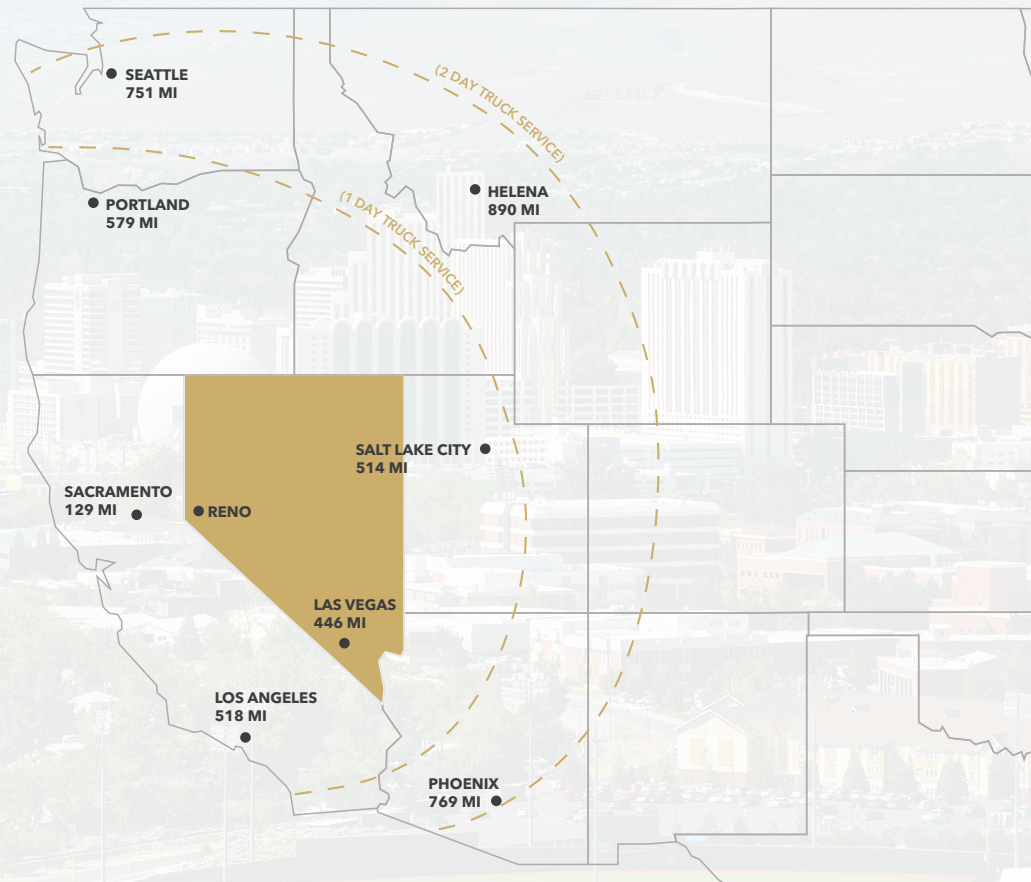 SEATTLE
751 MI
(2 DAY TRUCK SERVICE)
HELENA
890 MI
PORTLAND
579 MI
(1 DAY TRUCK SERVICE)
SALT LAKE CITY
514 MI
SACRAMENTO
129 MI
RENO
LAS VEGAS
446 MI
LOS ANGELES
518 MI
PHOENIX
769 MI